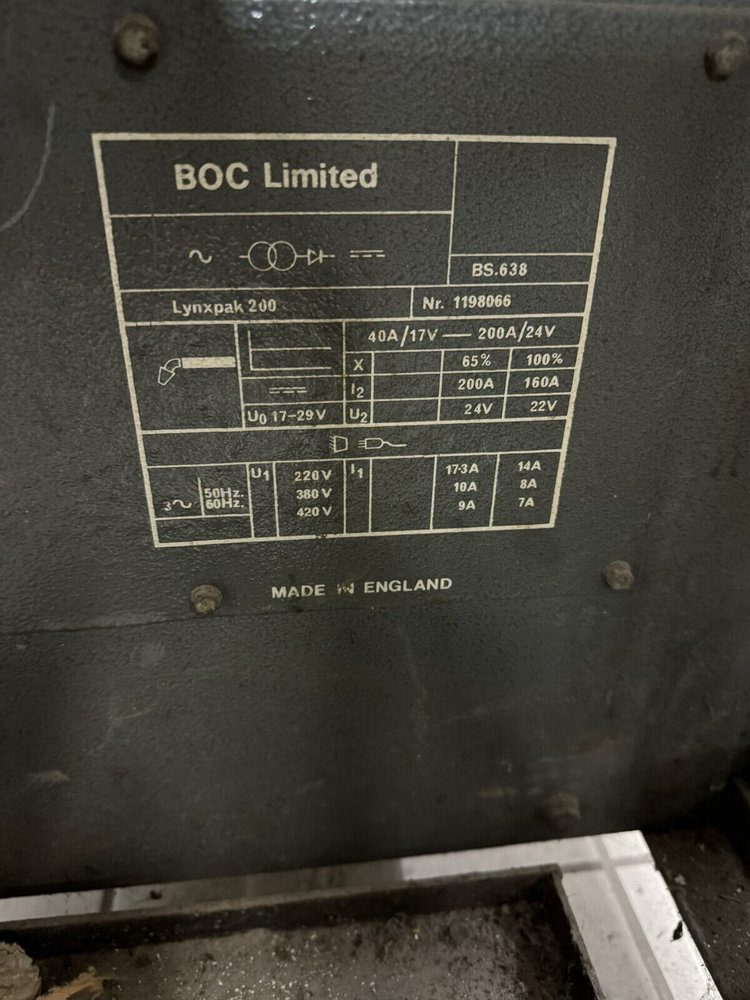 BOC Limited
BS.638
Lynxpak 200 Nr. 1198066
40A/17V — 200A/24V
X 65% 100%
I2 200A 160A
U0 17-29V U2 24V 22V
U1 220V I1 17·3A 14A
3~ 50Hz. 380V 10A 8A
60Hz. 420V 9A 7A
MADE IN ENGLAND